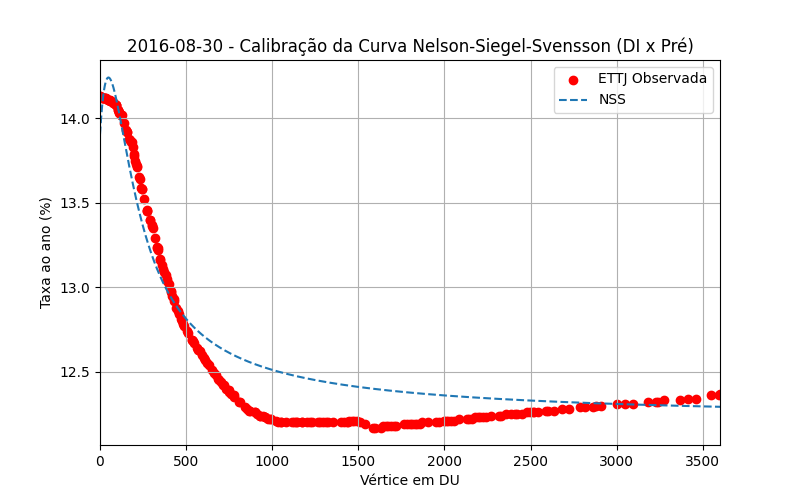 2016-08-30 - Calibração da Curva Nelson-Siegel-Svensson (DI x Pré)
ETTJ Observada
NSS
Taxa ao ano (%)
14.0
13.5
13.0
12.5
0 500 1000 1500 2000 2500 3000 3500
Vértice em DU